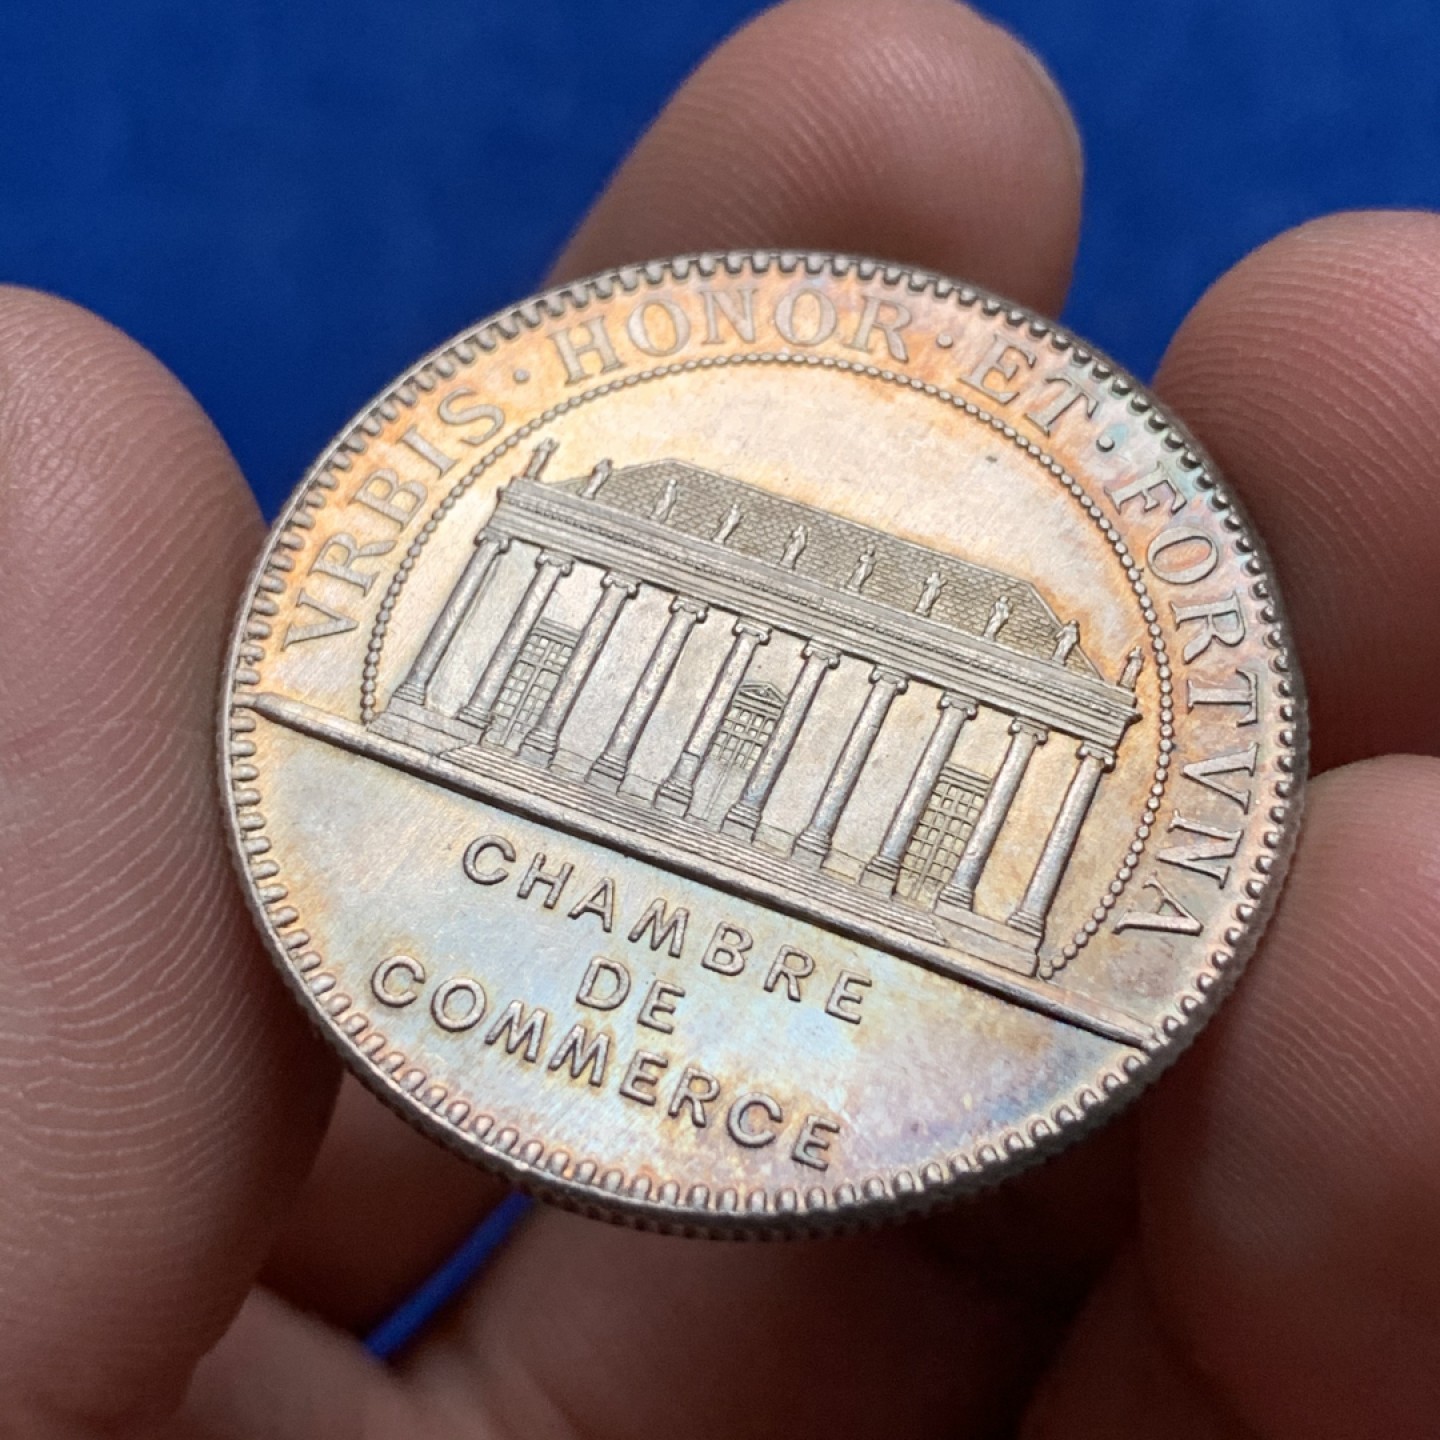 VRBIS · HONOR · ET · FORTVNA
CHAMBRE
DE
COMMERCE